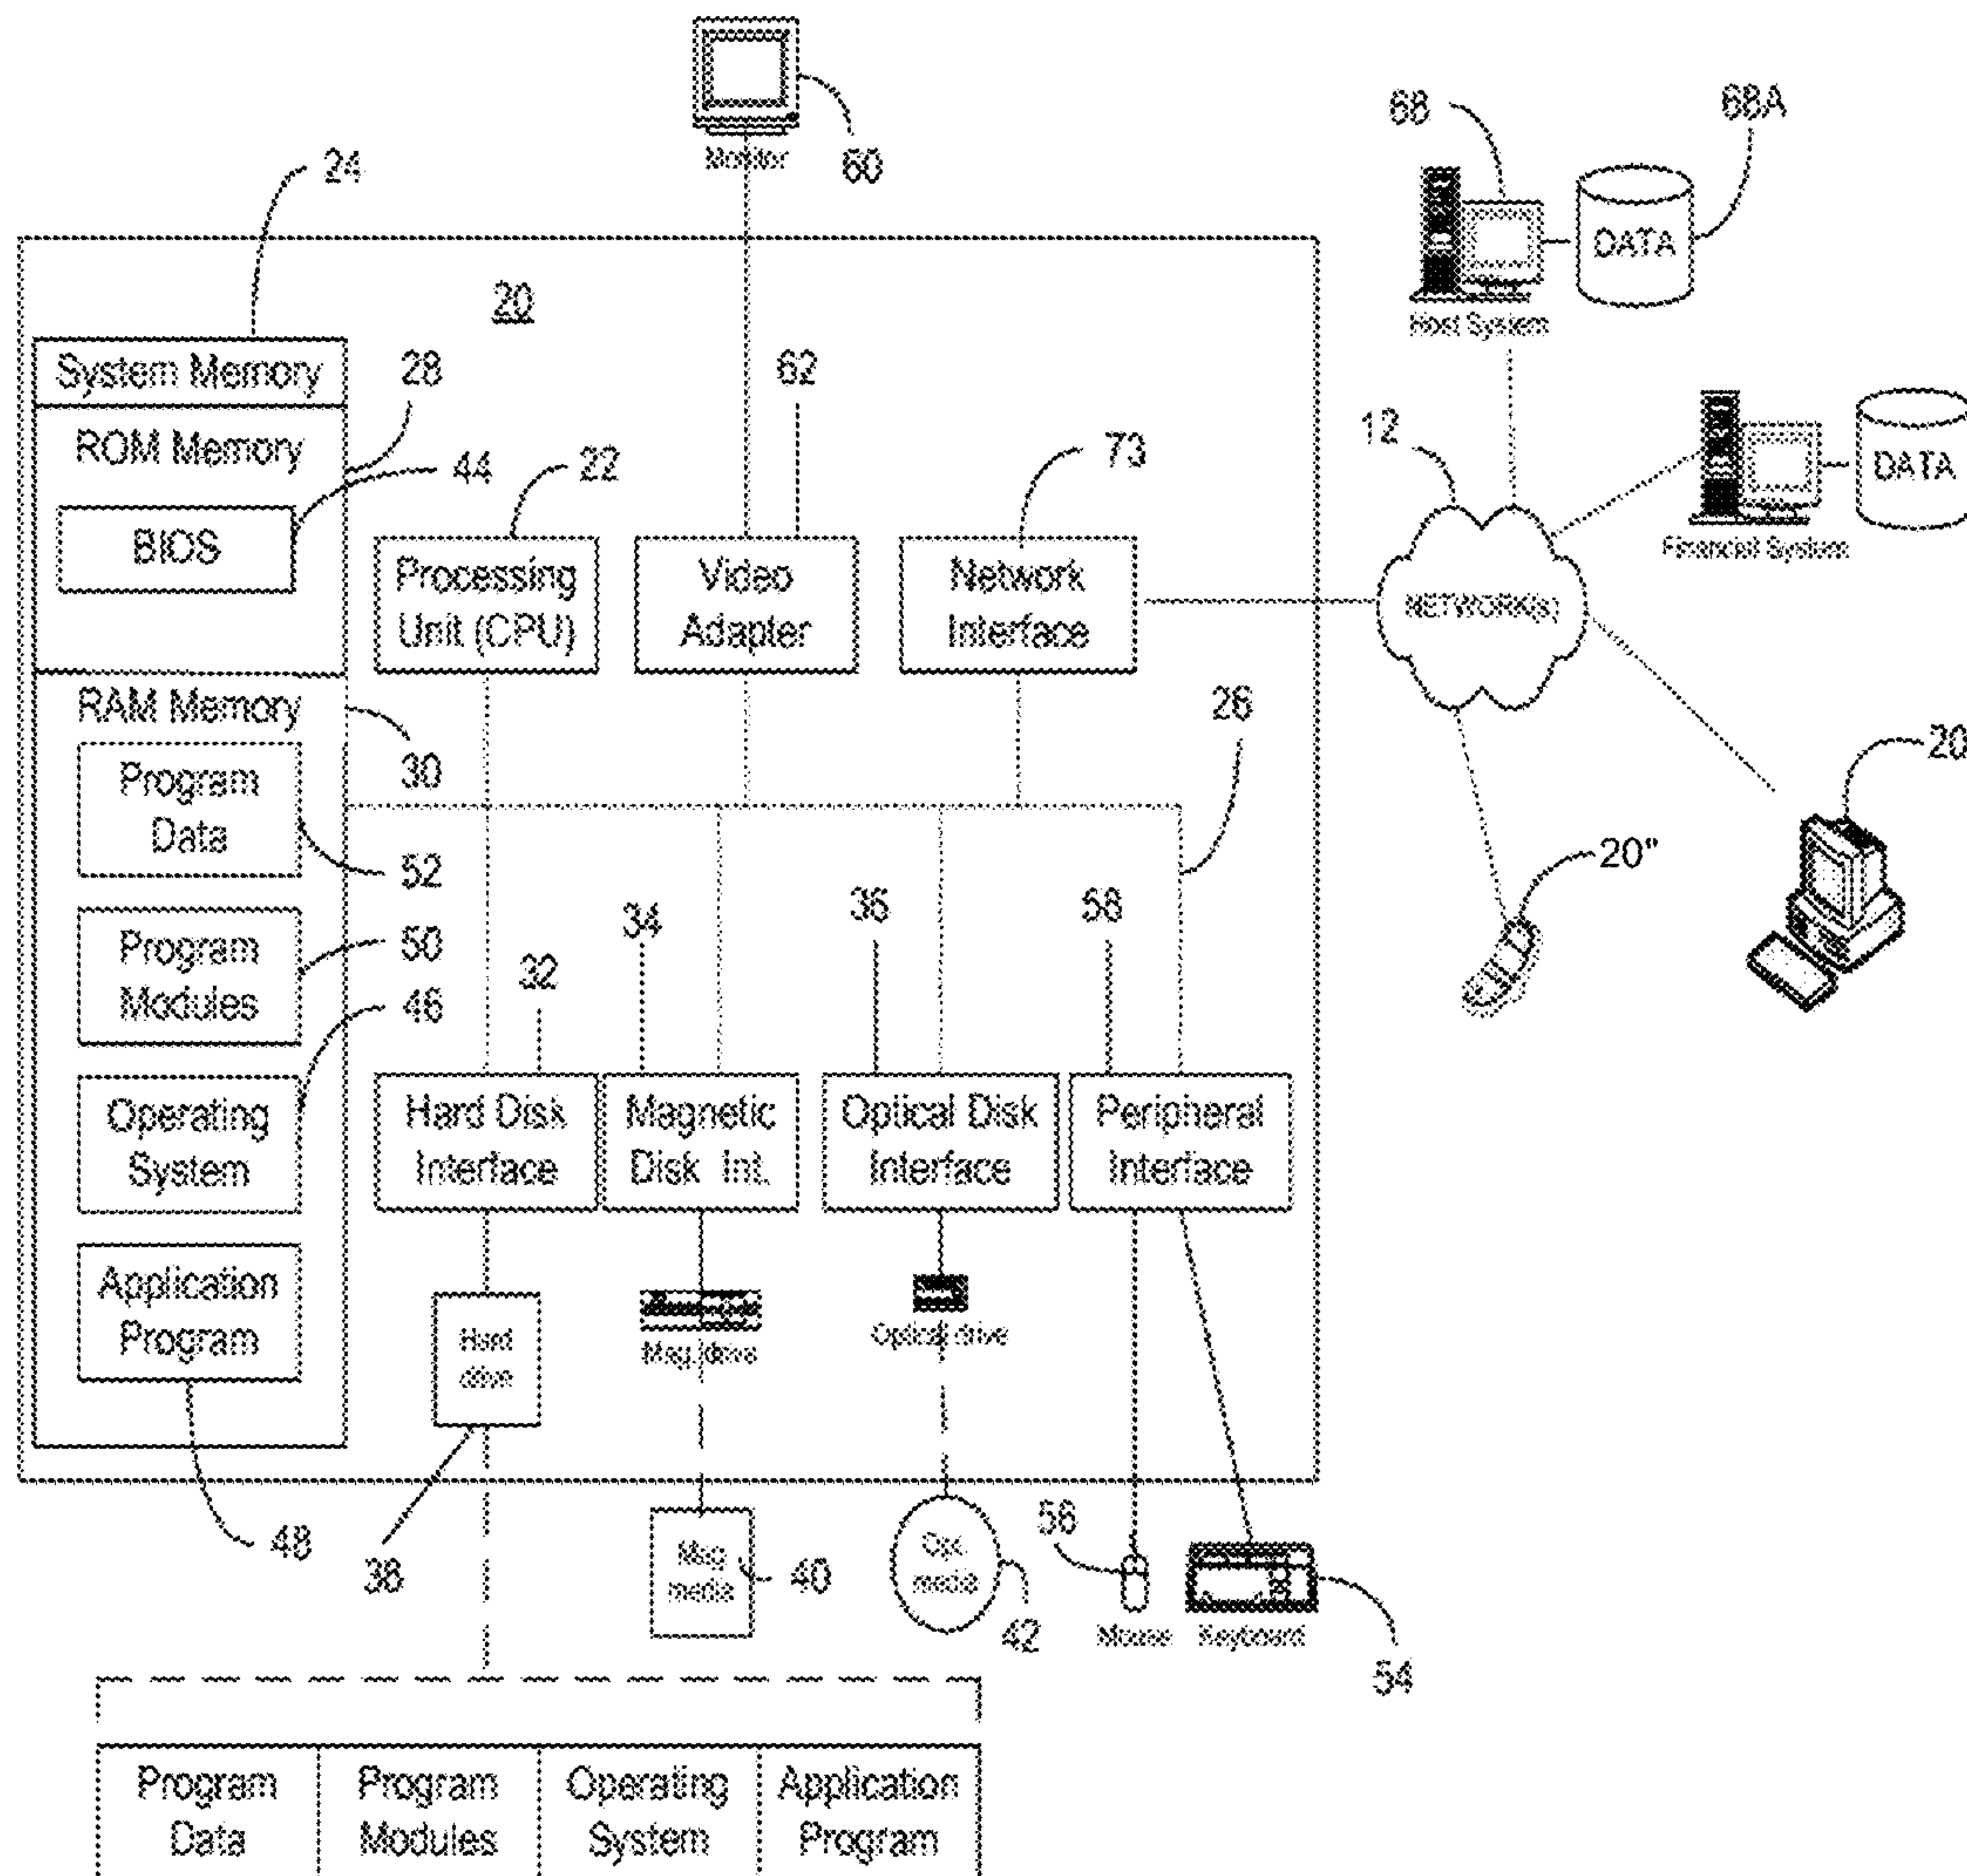 Monitor
60
68
68A
DATA
Host System
24
20
System Memory
28
62
ROM Memory
44
22
73
12
DATA
Financial System
BIOS
Processing
Unit (CPU)
Video
Adapter
Network
Interface
NETWORK(s)
RAM Memory
30
26
20
Program
Data
52
20"
34
36
58
Program
Modules
50
32
46
Operating
System
Hard Disk
Interface
Magnetic
Disk Int.
Optical Disk
Interface
Peripheral
Interface
Application
Program
Hard
drive
Mag. drive
Optical drive
48
38
Mag
media
40
Opt.
media
42
56
Mouse
Keyboard
54
Program
Data
Program
Modules
Operating
System
Application
Program